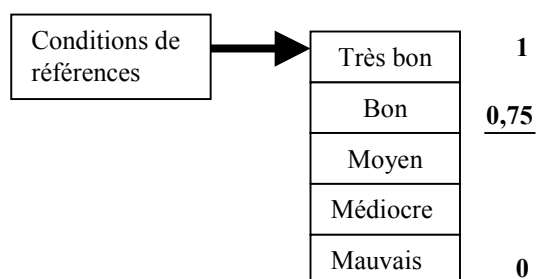 Conditions de
références
Très bon 1
Bon 0,75
Moyen
Médiocre
Mauvais 0